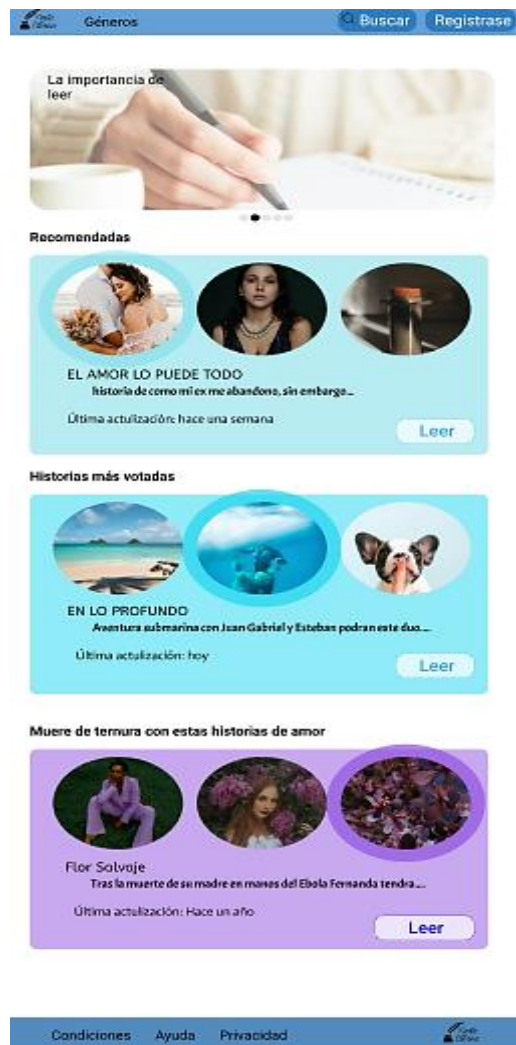 Géneros
Buscar
Registrase
La importancia de
leer
Recomendadas
EL AMOR LO PUEDE TODO
historia de como mi ex me abandono, sin embargo...
Última actulización: hace una semana
Leer
Historias más votadas
EN LO PROFUNDO
Aventura submarina con Juan Gabriel y Esteban podran este duo....
Última actulización: hoy
Leer
Muere de ternura con estas historias de amor
Flor Salvaje
Tras la muerte de su madre en manos del Ebola Fernanda tendra....
Última actulización: Hace un año
Leer
Condiciones
Ayuda
Privacidad